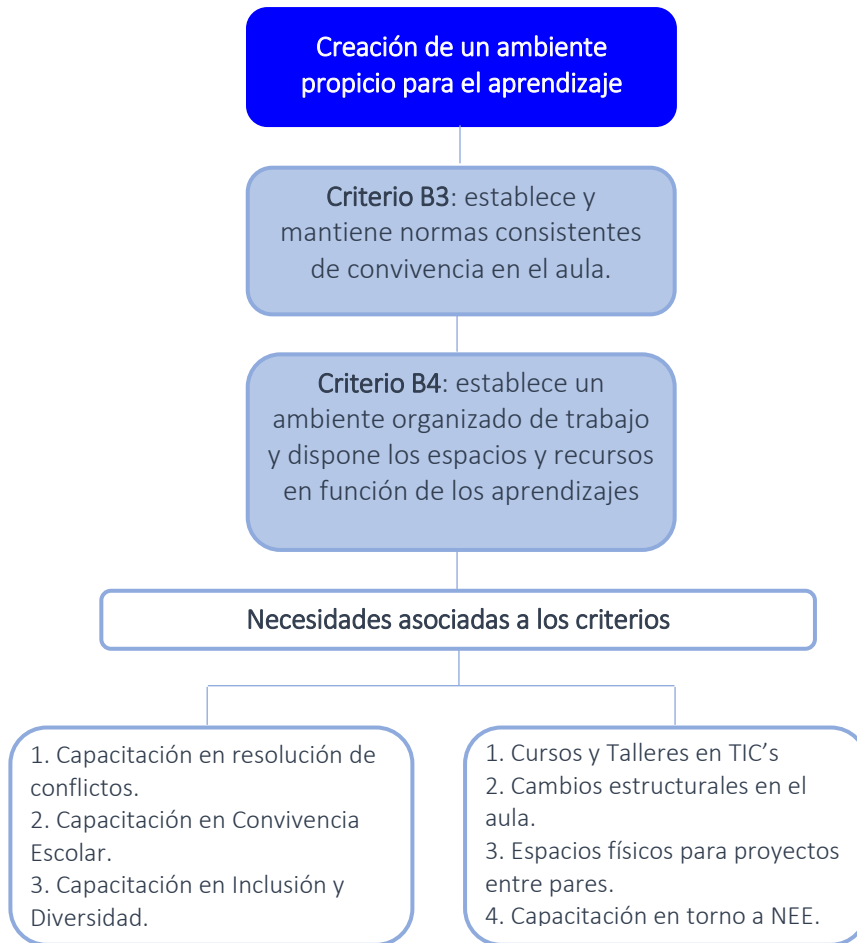 Creación de un ambiente
propicio para el aprendizaje
Criterio B3: establece y
mantiene normas consistentes
de convivencia en el aula.
Criterio B4: establece un
ambiente organizado de trabajo
y dispone los espacios y recursos
en función de los aprendizajes
Necesidades asociadas a los criterios
1. Capacitación en resolución de
conflictos.
2. Capacitación en Convivencia
Escolar.
3. Capacitación en Inclusión y
Diversidad.
1. Cursos y Talleres en TIC’s
2. Cambios estructurales en el
aula.
3. Espacios físicos para proyectos
entre pares.
4. Capacitación en torno a NEE.